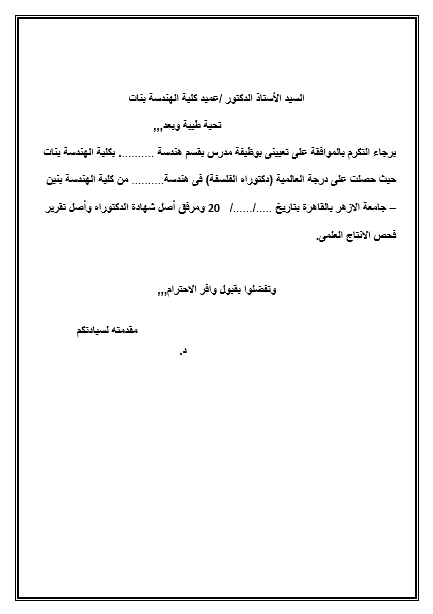 السيد الأستاذ الدكتور /عميد كلية الهندسة بنات
تحية طيبة وبعد,,,
برجاء التكرم بالموافقة على تعيينى بوظيفة مدرس بقسم هندسة ........... بكلية الهندسة بنات
حيث حصلت على درجة العالمية (دكتوراه الفلسفة) فى هندسة.......... من كلية الهندسة بنين
– جامعة الازهر بالقاهرة بتاريخ ...../....../ 20 ومرفق أصل شهادة الدكتوراه وأصل تقرير
فحص الانتاج العلمى.
وتفضلوا بقبول وافر الاحترام,,,
مقدمته لسيادتكم
د.